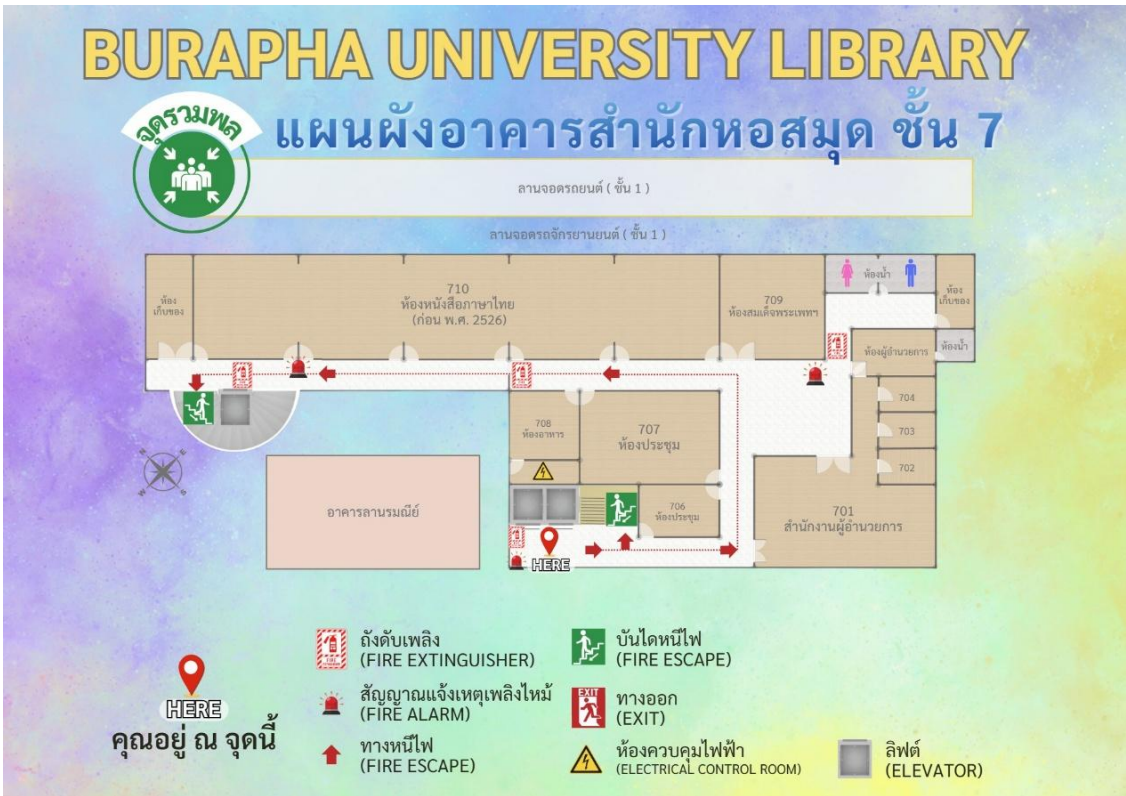 BURAPHA UNIVERSITY LIBRARY
จุดรวมพล
แผนผังอาคารสำนักหอสมุด ชั้น 7
ลานจอดรถยนต์ ( ชั้น 1 )
ลานจอดรถจักรยานยนต์ ( ชั้น 1 )
ห้อง
เก็บของ
710
ห้องหนังสือภาษาไทย
(ก่อน พ.ศ. 2526)
709
ห้องสมเด็จพระเทพฯ
ห้องน้ำ
ห้อง
เก็บของ
ห้องผู้อำนวยการ
ห้องน้ำ
704
703
702
708
ห้องอาหาร
707
ห้องประชุม
706
ห้องประชุม
701
สำนักงานผู้อำนวยการ
อาคารลานรมณีย์
HERE
HERE
คุณอยู่ ณ จุดนี้
ถังดับเพลิง
(FIRE EXTINGUISHER)
สัญญาณแจ้งเหตุเพลิงไหม้
(FIRE ALARM)
ทางหนีไฟ
(FIRE ESCAPE)
บันไดหนีไฟ
(FIRE ESCAPE)
EXIT
ทางออก
(EXIT)
ห้องควบคุมไฟฟ้า
(ELECTRICAL CONTROL ROOM)
ลิฟต์
(ELEVATOR)